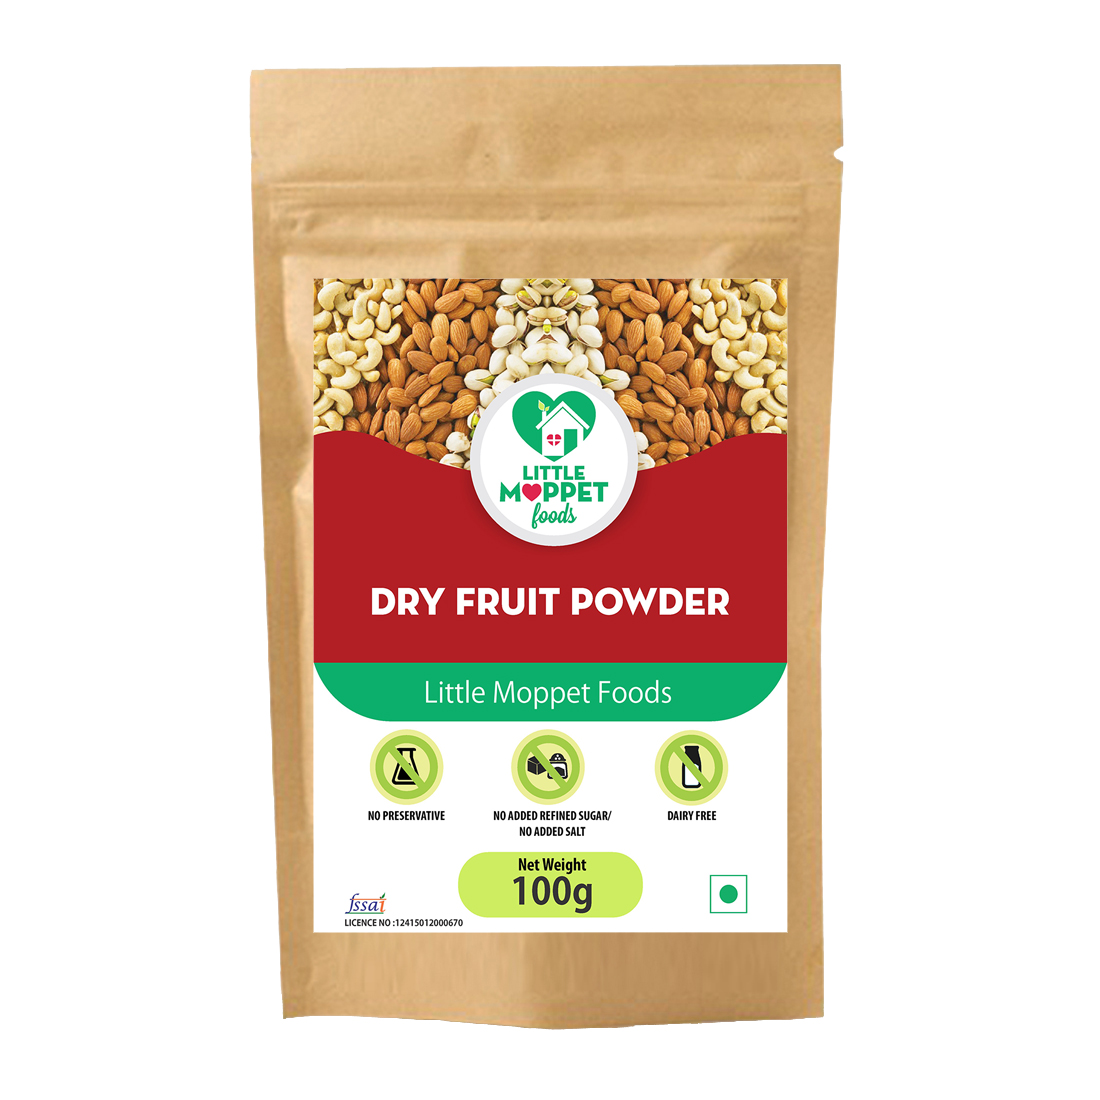 LITTLE
MOPPET
foods
DRY FRUIT POWDER
Little Moppet Foods
NO PRESERVATIVE
NO ADDED REFINED SUGAR/
NO ADDED SALT
DAIRY FREE
Net Weight
100g
fssai
LICENCE NO :12415012000670